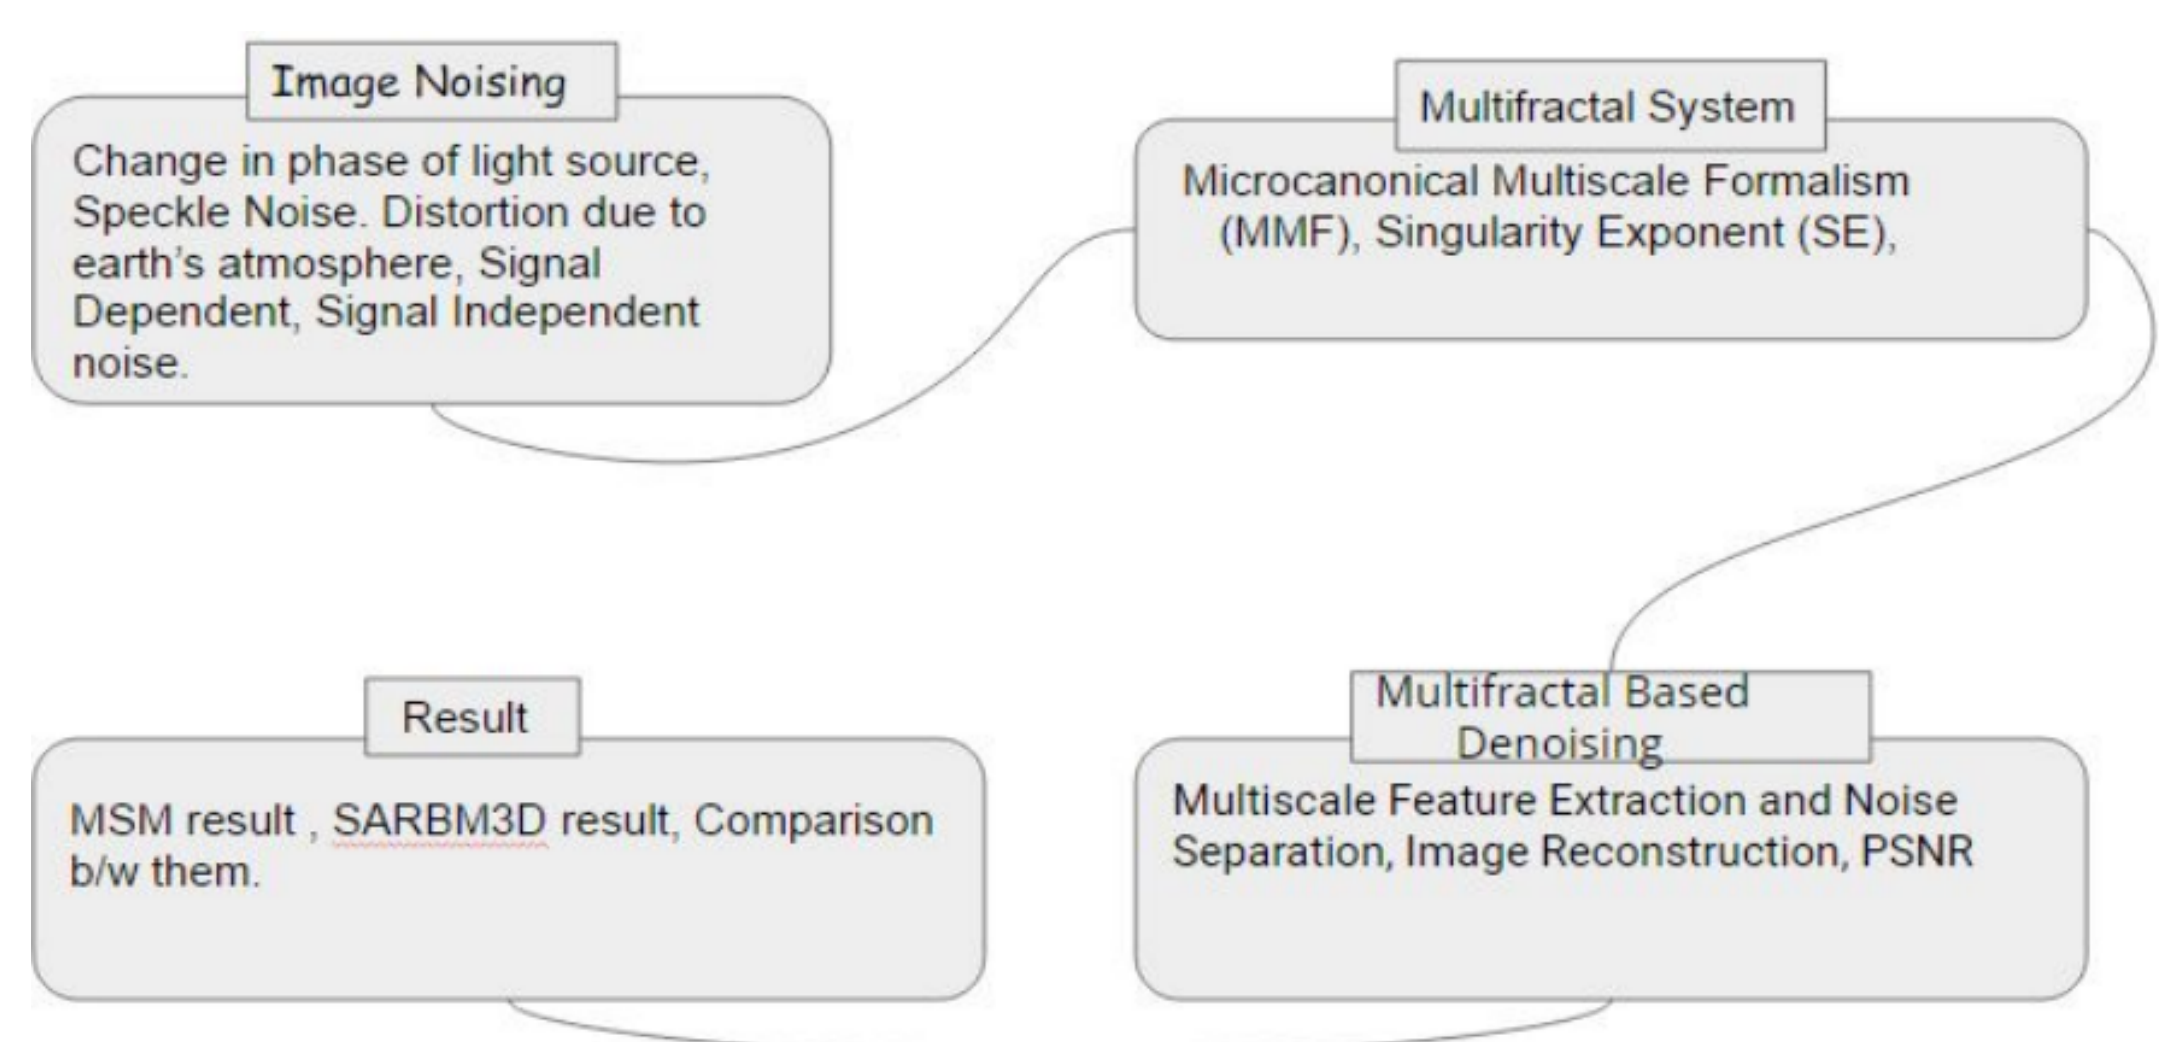 Image Noising
Change in phase of light source,
Speckle Noise. Distortion due to
earth's atmosphere, Signal
Dependent, Signal Independent
noise.
Multifractal System
Microcanonical Multiscale Formalism
(MMF), Singularity Exponent (SE),
Result
MSM result , SARBM3D result, Comparison
b/w them.
Multifractal Based
Denoising
Multiscale Feature Extraction and Noise
Separation, Image Reconstruction, PSNR